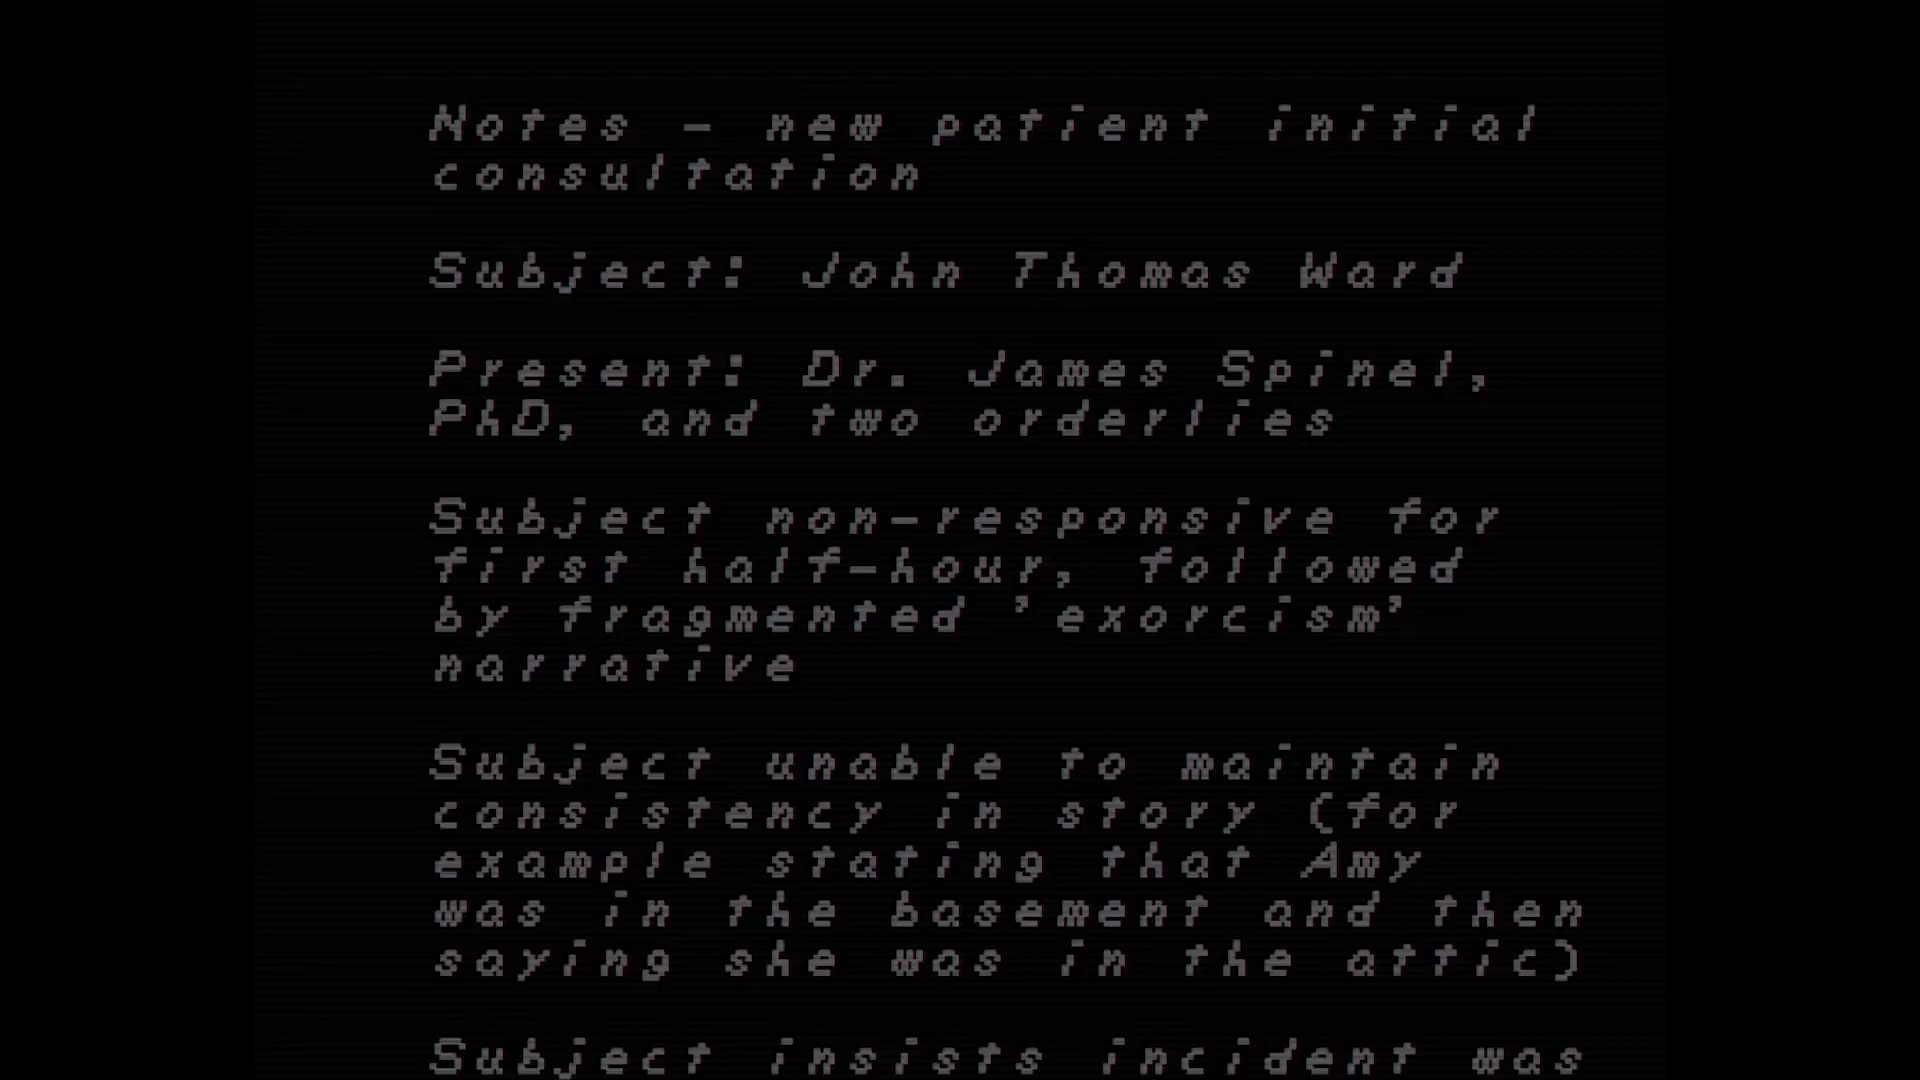 Notes - new patient initial
consultation
Subject: John Thomas Ward
Present: Dr. James Spinel,
PhD, and two orderlies
Subject non-responsive for
first half-hour, followed
by fragmented 'exorcism'
narrative
Subject unable to maintain
consistency in story (for
example stating that Amy
was in the basement and then
saying she was in the attic)
Subject insists incident was